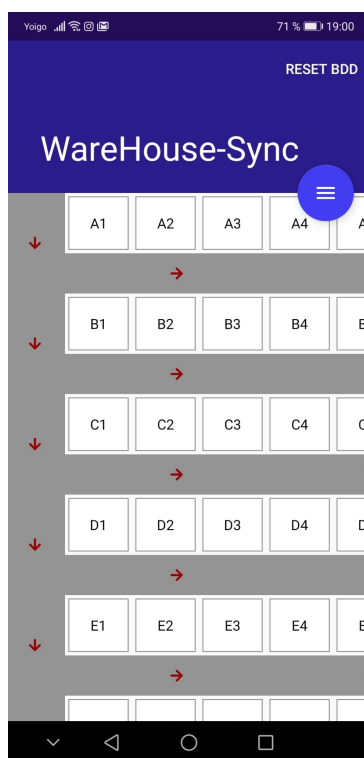 Yoigo 71 % 19:00
RESET BDD
WareHouse-Sync
A1 A2 A3 A4
B1 B2 B3 B4
C1 C2 C3 C4
D1 D2 D3 D4
E1 E2 E3 E4